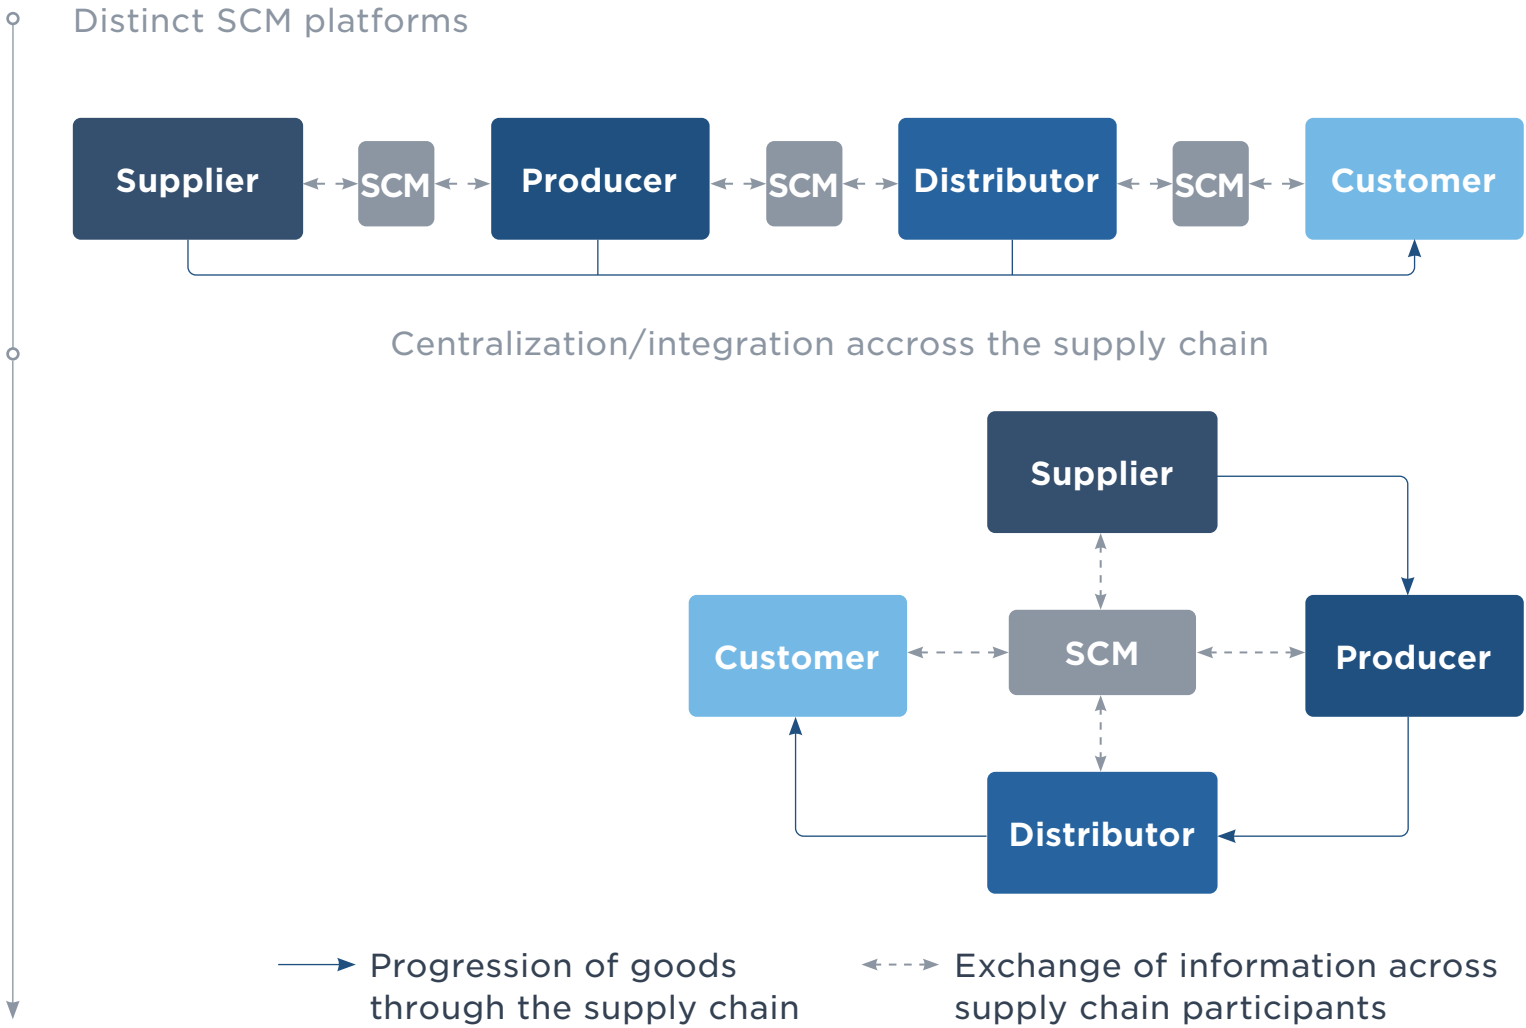 Distinct SCM platforms
Supplier
SCM
Producer
SCM
Distributor
SCM
Customer
Centralization/integration accross the supply chain
Supplier
Customer
SCM
Producer
Distributor
Progression of goods
through the supply chain
Exchange of information across
supply chain participants